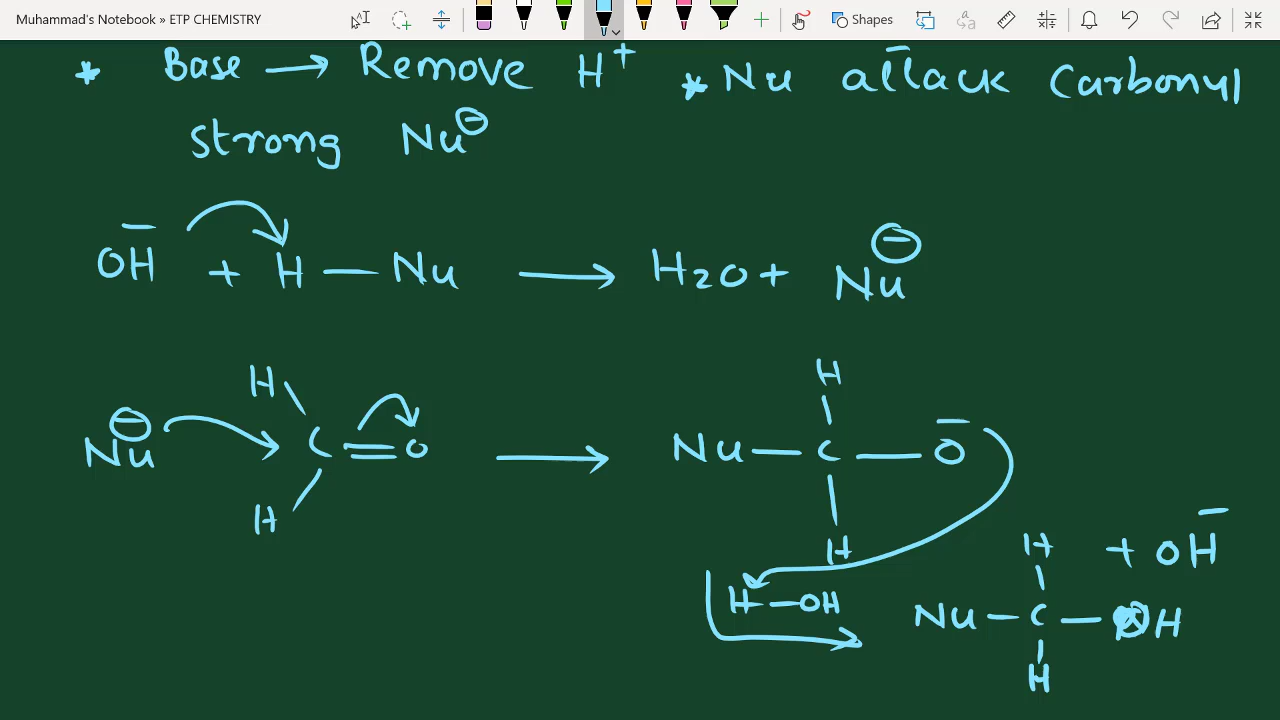 Muhammad's Notebook » ETP CHEMISTRY
Shapes
* Base → Remove H⁺ * Nu⁻ attack Carbonyl
strong Nu⊖
OH⁻ + H — Nu → H₂O + Nu⊖
H
Nu⊖ C = O
H
→
H
Nu — C — O⁻
H
H — OH
H + OH⁻
Nu — C — OH
H